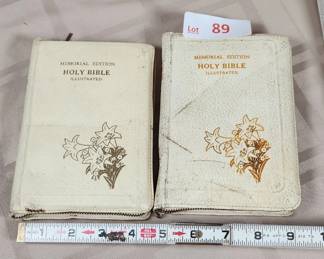 Lot 89
MEMORIAL EDITION
HOLY BIBLE
(ILLUSTRATED)
MEMORIAL EDITION
HOLY BIBLE
(ILLUSTRATED)
1 2 3 4 5 6 7 8 9